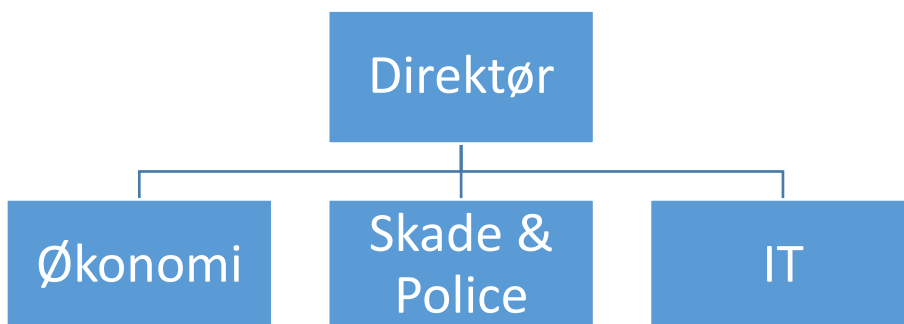 Direktør
Økonomi
Skade &
Police
IT